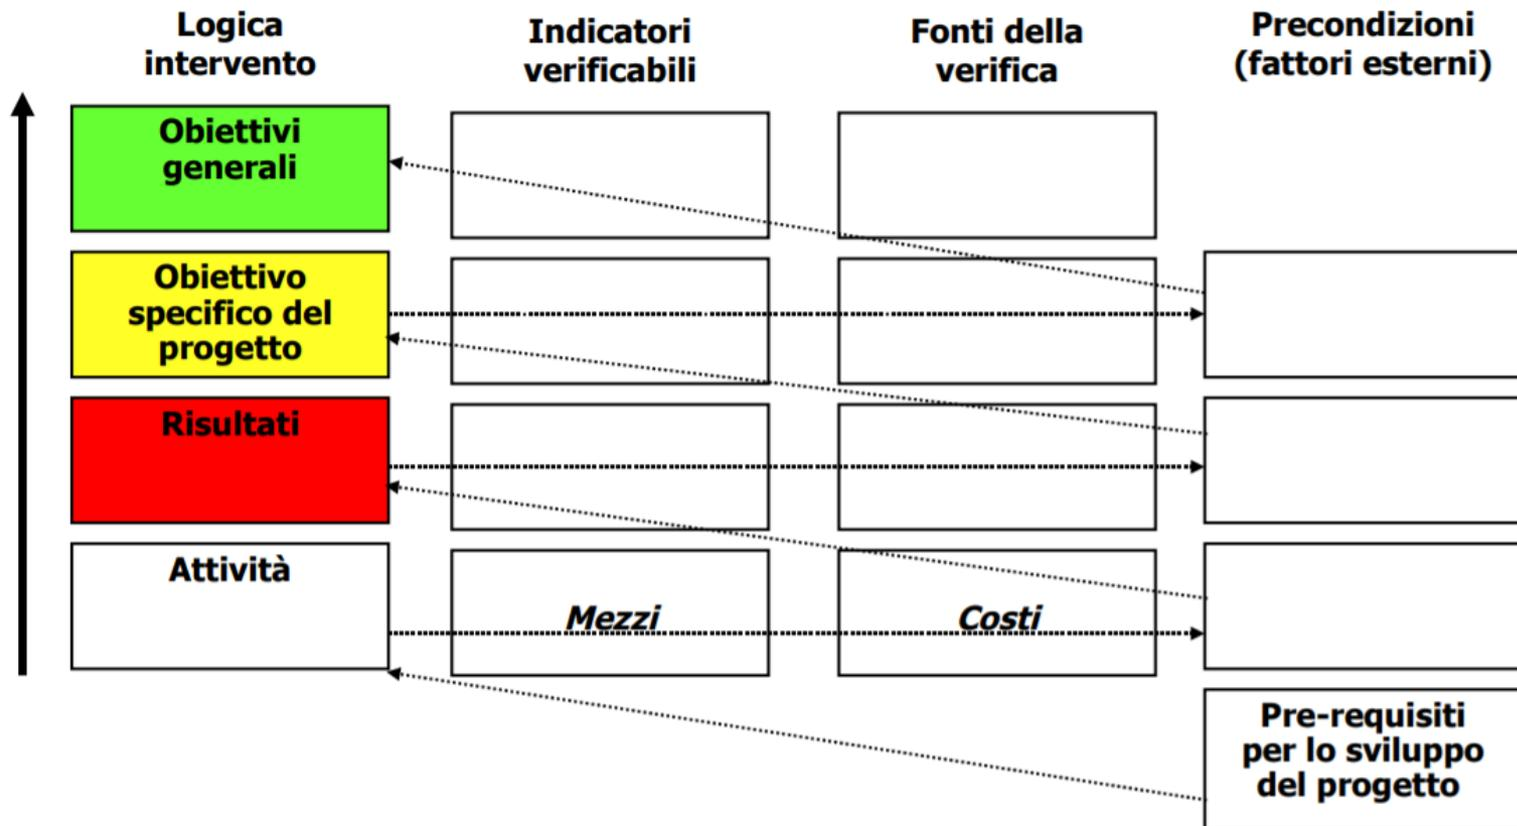 Logica
intervento
Indicatori
verificabili
Fonti della
verifica
Precondizioni
(fattori esterni)
Obiettivi
generali
Obiettivo
specifico del
progetto
Risultati
Attività
Mezzi
Costi
Pre-requisiti
per lo sviluppo
del progetto